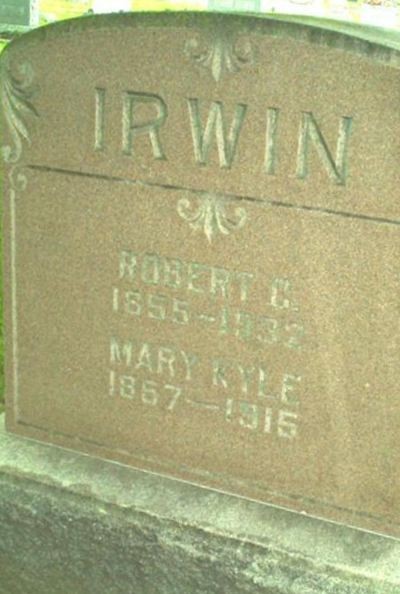 IRWIN
ROBERT C.
1855-1932
MARY KYLE
1857-1915